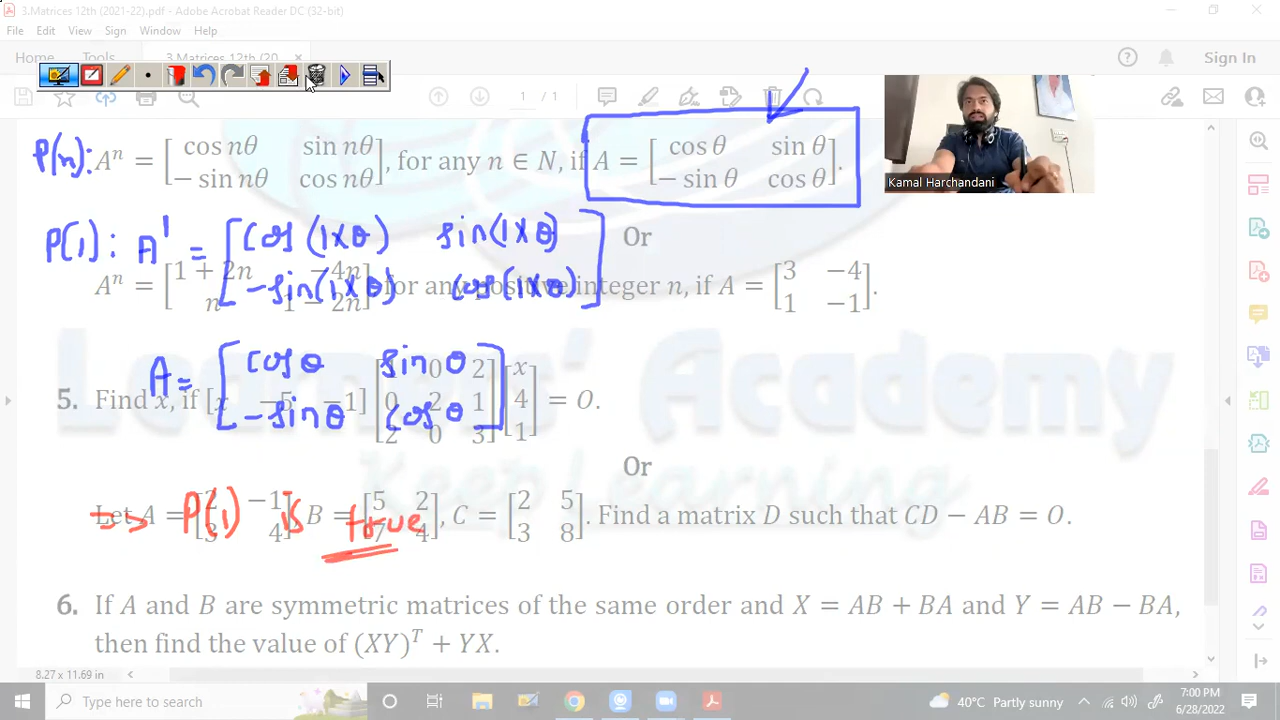 3.Matrices 12th (2021-22).pdf - Adobe Acrobat Reader DC (32-bit)
File Edit View Sign Window Help
Home Tools 3.Matrices 12th (20... × Sign In
1 / 1
P(n): Aⁿ = [cos nθ sin nθ; − sin nθ cos nθ], for any n ∈ N, if A = [cos θ sin θ; − sin θ cos θ].
Kamal Harchandani
P(1): A¹ = [cos(1×θ) sin(1×θ); −sin(1×θ) cos(1×θ)]
Or
Aⁿ = [1 + 2n −4n; n 1 − 2n] for any positive integer n, if A = [3 −4; 1 −1].
A = [cos θ sin θ; −sin θ cos θ]
5. Find x, if [x −5 −1] [1 0 2; 0 2 1; 2 0 3] [x; 4; 1] = O.
Or
=> P(1) is true
Let A = [2 −1; 3 4], B = [5 2; 7 4], C = [2 5; 3 8]. Find a matrix D such that CD − AB = O.
6. If A and B are symmetric matrices of the same order and X = AB + BA and Y = AB − BA,
then find the value of (XY)ᵀ + YX.
Learners' Academy
Keep Learning
8.27 x 11.69 in
Type here to search
40°C Partly sunny
7:00 PM
6/28/2022